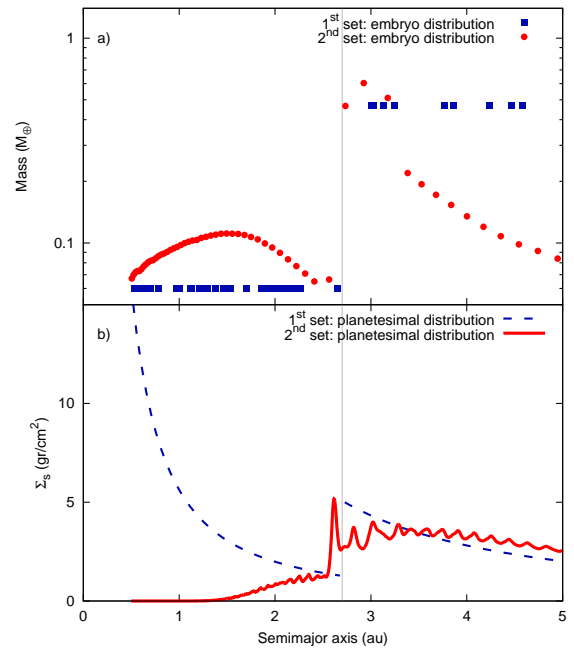 a)
1st set: embryo distribution
2nd set: embryo distribution
1
Mass (M⊕)
0.1
b)
1st set: planetesimal distribution
2nd set: planetesimal distribution
10
Σs (gr/cm²)
5
0
0 1 2 3 4 5
Semimajor axis (au)